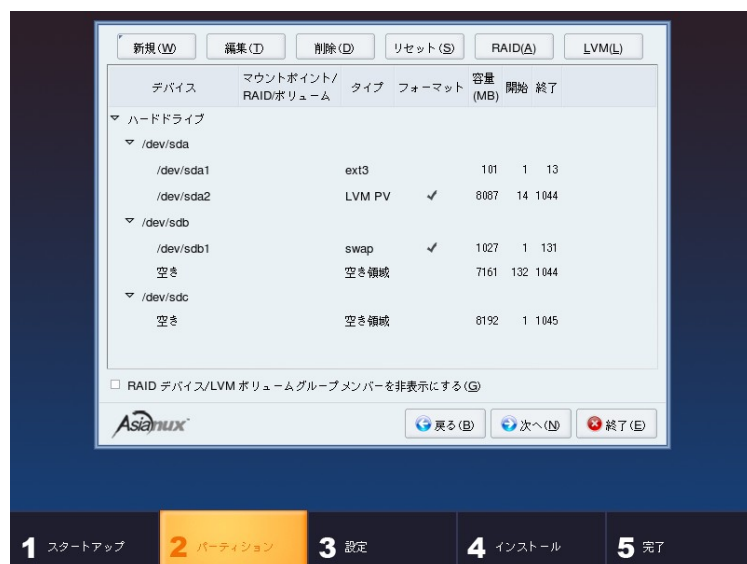 新規(W) 編集(T) 削除(D) リセット(S) RAID(A) LVM(L)
デバイス マウントポイント/RAID/ボリューム タイプ フォーマット 容量(MB) 開始 終了
ハードドライブ
/dev/sda
/dev/sda1 ext3 101 1 13
/dev/sda2 LVM PV ✓ 8087 14 1044
/dev/sdb
/dev/sdb1 swap ✓ 1027 1 131
空き 空き領域 7161 132 1044
/dev/sdc
空き 空き領域 8192 1 1045
RAID デバイス/LVM ボリュームグループメンバーを非表示にする(G)
Asianux 戻る(B) 次へ(N) 終了(E)
1 スタートアップ 2 パーティション 3 設定 4 インストール 5 完了